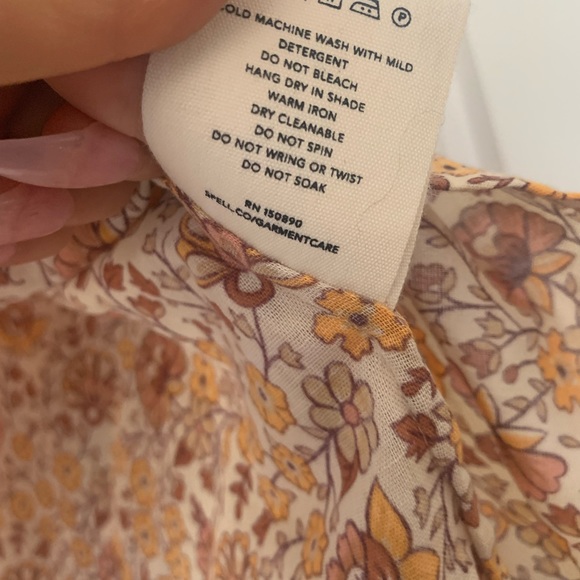 COLD MACHINE WASH WITH MILD
DETERGENT
DO NOT BLEACH
HANG DRY IN SHADE
WARM IRON
DRY CLEANABLE
DO NOT SPIN
DO NOT WRING OR TWIST
DO NOT SOAK
RN 150890
SPELL.CO/GARMENTCARE